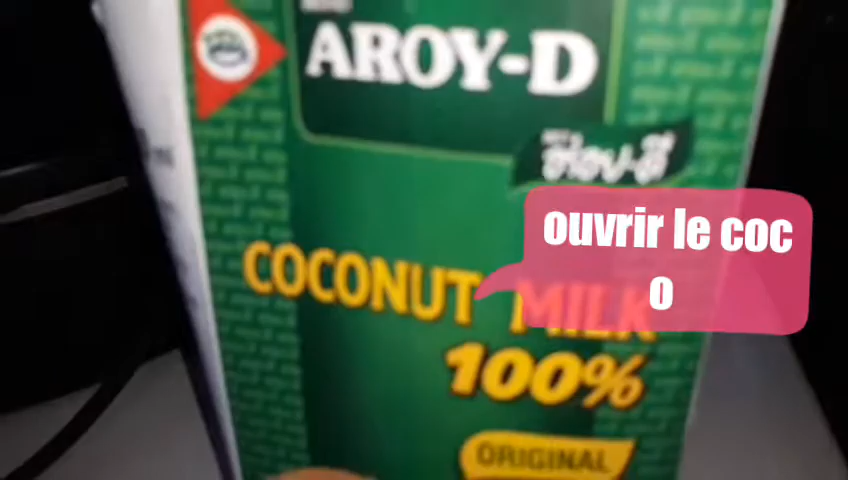 AROY-D
อร่อย-ดี
ouvrir le coc
o
COCONUT MILK
100%
ORIGINAL